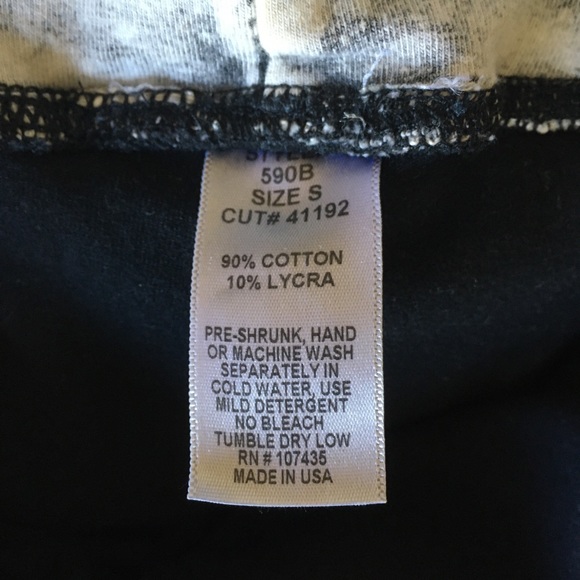 STYLE
590B
SIZE S
CUT# 41192
90% COTTON
10% LYCRA
PRE-SHRUNK, HAND
OR MACHINE WASH
SEPARATELY IN
COLD WATER, USE
MILD DETERGENT
NO BLEACH
TUMBLE DRY LOW
RN # 107435
MADE IN USA